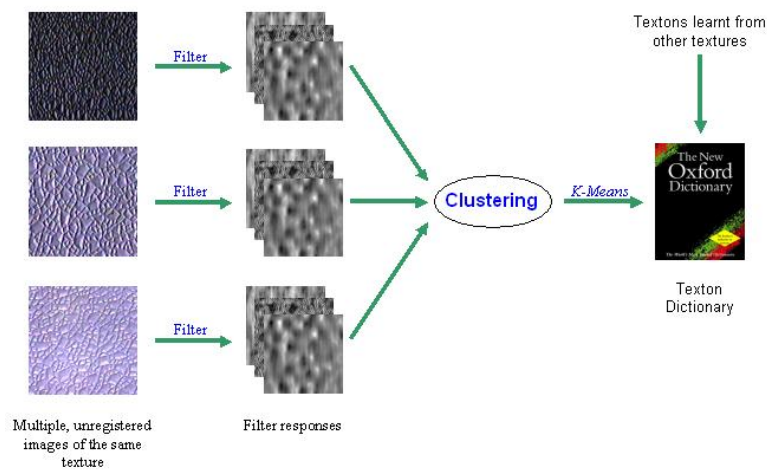 Textons learnt from
other textures
Filter
Filter
Filter
Clustering
K-Means
The New
Oxford
Dictionary
Texton
Dictionary
Multiple, unregistered
images of the same
texture
Filter responses